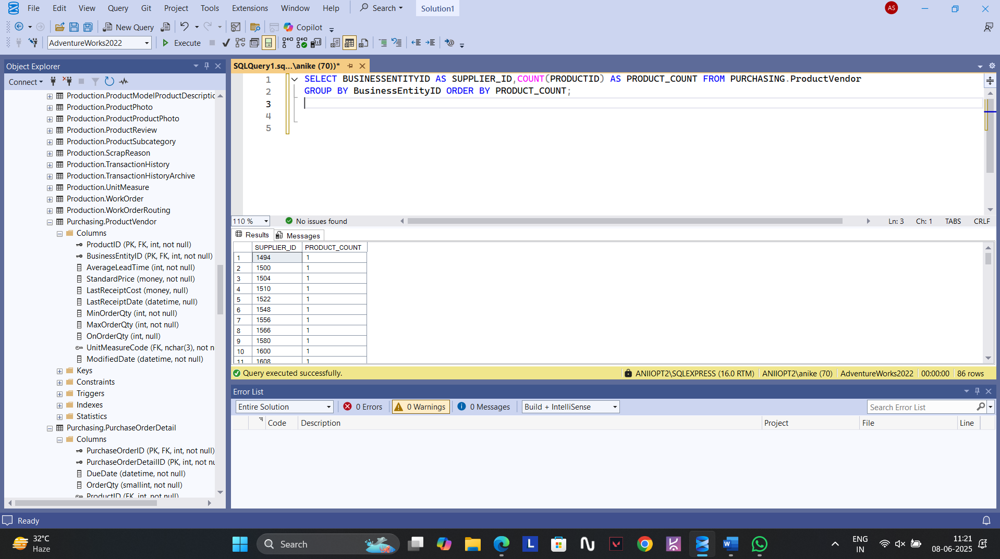 File Edit View Query Git Project Tools Extensions Window Help Search Solution1 AS
New Query Copilot
AdventureWorks2022 Execute
Object Explorer
Connect
Production.ProductModelProductDescriptic
Production.ProductPhoto
Production.ProductProductPhoto
Production.ProductReview
Production.ProductSubcategory
Production.ScrapReason
Production.TransactionHistory
Production.TransactionHistoryArchive
Production.UnitMeasure
Production.WorkOrder
Production.WorkOrderRouting
Purchasing.ProductVendor
Columns
ProductID (PK, FK, int, not null)
BusinessEntityID (PK, FK, int, not null)
AverageLeadTime (int, not null)
StandardPrice (money, not null)
LastReceiptCost (money, null)
LastReceiptDate (datetime, null)
MinOrderQty (int, not null)
MaxOrderQty (int, not null)
OnOrderQty (int, null)
UnitMeasureCode (FK, nchar(3), not n
ModifiedDate (datetime, not null)
Keys
Constraints
Triggers
Indexes
Statistics
Purchasing.PurchaseOrderDetail
Columns
PurchaseOrderID (PK, FK, int, not null)
PurchaseOrderDetailID (PK, int, not nu
DueDate (datetime, not null)
OrderQty (smallint, not null)
ProductID (FK, int, not null)
SQLQuery1.sq...\anike (70))*
1 SELECT BUSINESSENTITYID AS SUPPLIER_ID,COUNT(PRODUCTID) AS PRODUCT_COUNT FROM PURCHASING.ProductVendor
2 GROUP BY BusinessEntityID ORDER BY PRODUCT_COUNT;
3
4
5
110 % No issues found Ln: 3 Ch: 1 TABS CRLF
Results Messages
SUPPLIER_ID PRODUCT_COUNT
1 1494 1
2 1500 1
3 1504 1
4 1510 1
5 1522 1
6 1548 1
7 1556 1
8 1566 1
9 1580 1
10 1600 1
11 1608 1
Query executed successfully. ANIIOPT2\SQLEXPRESS (16.0 RTM) ANIIOPT2\anike (70) AdventureWorks2022 00:00:00 86 rows
Error List
Entire Solution 0 Errors 0 Warnings 0 Messages Build + IntelliSense Search Error List
Code Description Project File Line
Ready
32°C
Haze
Search
L
ENG
IN
11:21
08-06-2025